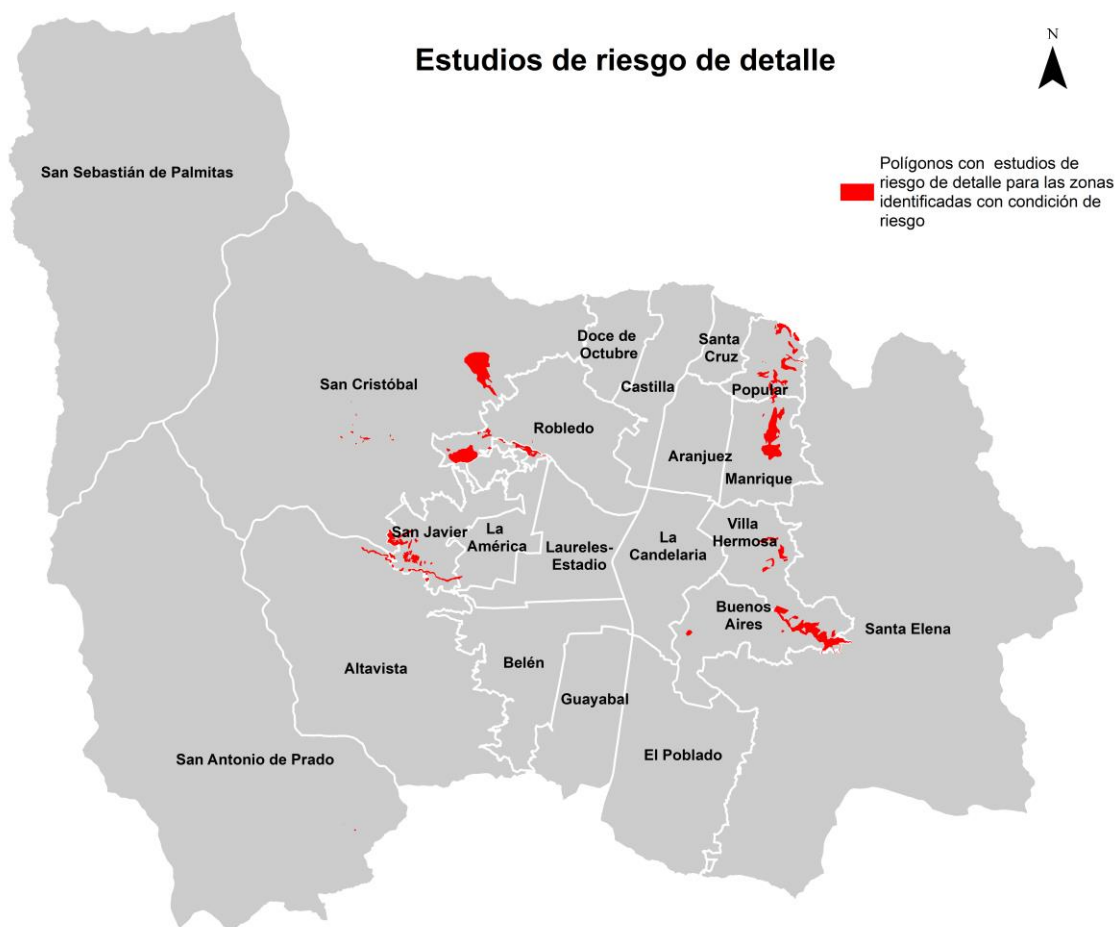 Estudios de riesgo de detalle
N
Polígonos con estudios de
riesgo de detalle para las zonas
identificadas con condición de
riesgo
San Sebastián de Palmitas
San Cristóbal
Doce de
Octubre
Castilla
Santa
Cruz
Popular
Robledo
Aranjuez
Manrique
San Javier
La
América
Laureles-
Estadio
La
Candelaria
Villa
Hermosa
Buenos
Aires
Santa Elena
Altavista
Belén
Guayabal
El Poblado
San Antonio de Prado